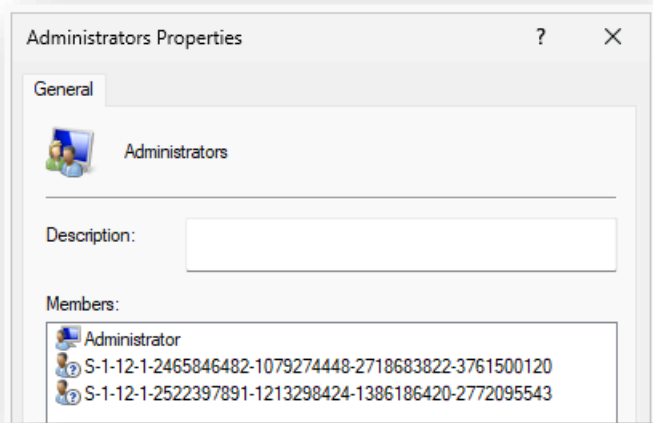 Administrators Properties
?
General
Administrators
Description:
Members:
Administrator
S-1-12-1-2465846482-1079274448-2718683822-3761500120
S-1-12-1-2522397891-1213298424-1386186420-2772095543